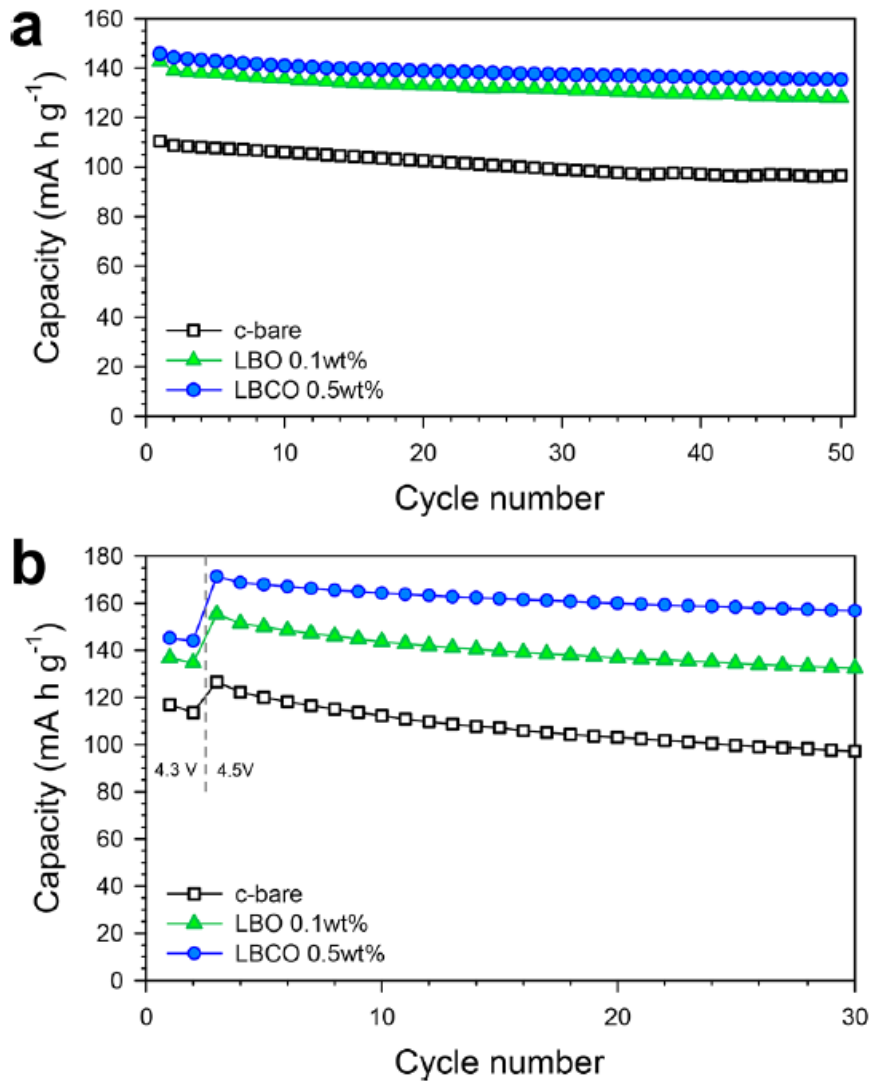 a
160
140
120
100
80
60
40
20
0
Capacity (mA h g⁻¹)
c-bare
LBO 0.1wt%
LBCO 0.5wt%
0 10 20 30 40 50
Cycle number
b
180
160
140
120
100
80
60
40
20
0
Capacity (mA h g⁻¹)
4.3 V 4.5V
c-bare
LBO 0.1wt%
LBCO 0.5wt%
0 10 20 30
Cycle number